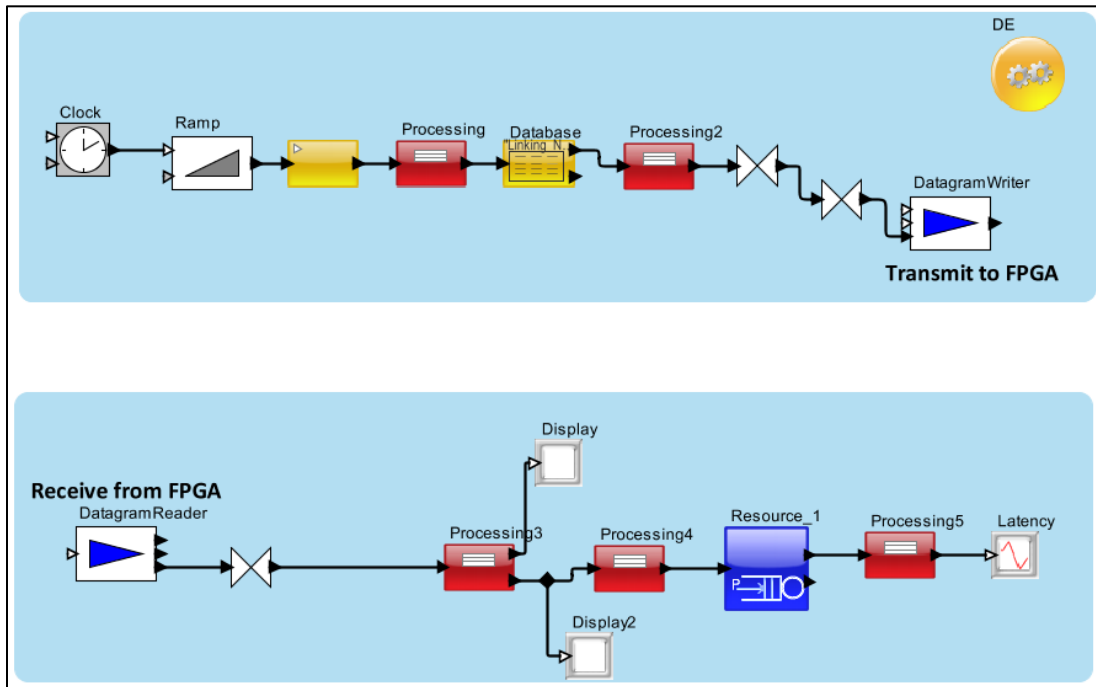 DE
Clock
Ramp
Processing
Database
"Linking_N..
Processing2
DatagramWriter
Transmit to FPGA
Display
Receive from FPGA
DatagramReader
Processing3
Processing4
Resource_1
Processing5
Latency
P
Display2